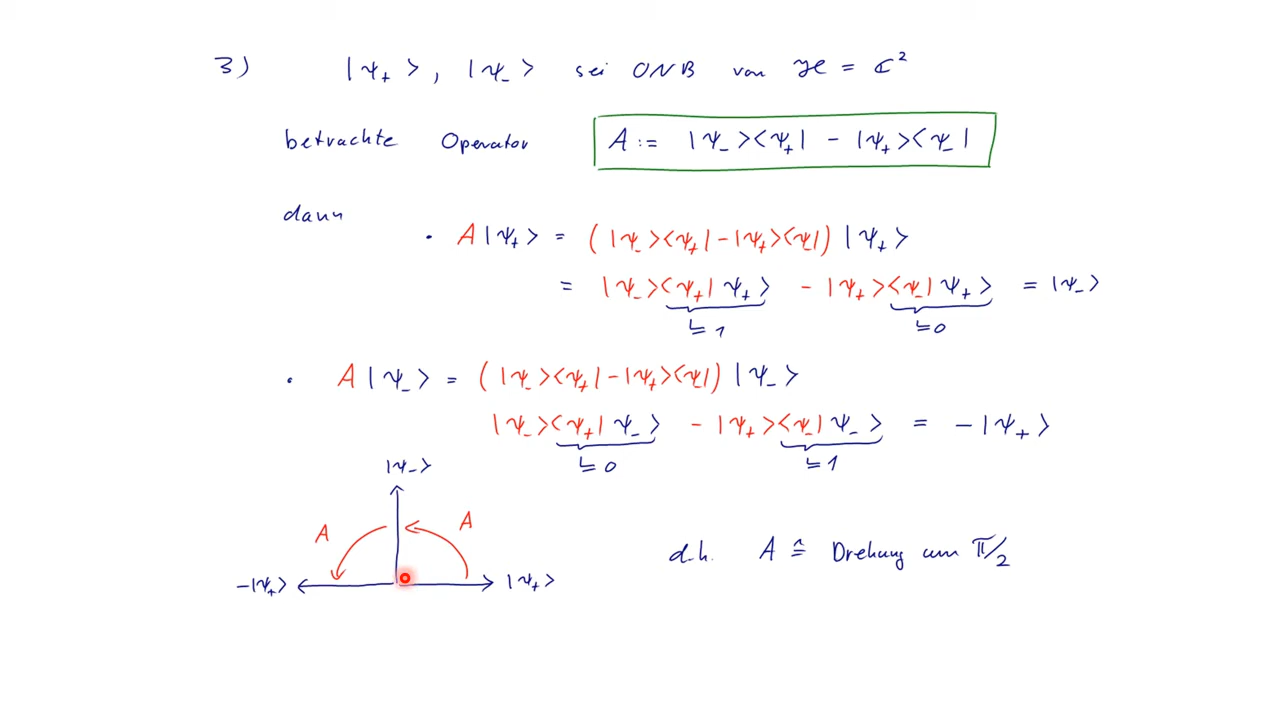 3) |ψ₊>, |ψ₋> sei ONB von ℋ = ℂ²
betrachte Operator A := |ψ₋><ψ₊| - |ψ₊><ψ₋|
dann
• A|ψ₊> = (|ψ₋><ψ₊| - |ψ₊><ψ₋|) |ψ₊>
= |ψ₋><ψ₊|ψ₊> - |ψ₊><ψ₋|ψ₊> = |ψ₋>
↳ 1 ↳ 0
• A|ψ₋> = (|ψ₋><ψ₊| - |ψ₊><ψ₋|) |ψ₋>
|ψ₋><ψ₊|ψ₋> - |ψ₊><ψ₋|ψ₋> = -|ψ₊>
↳ 0 ↳ 1
|ψ₋>
A A
d.h. A ≙ Drehung um π/2
-|ψ₊> |ψ₊>